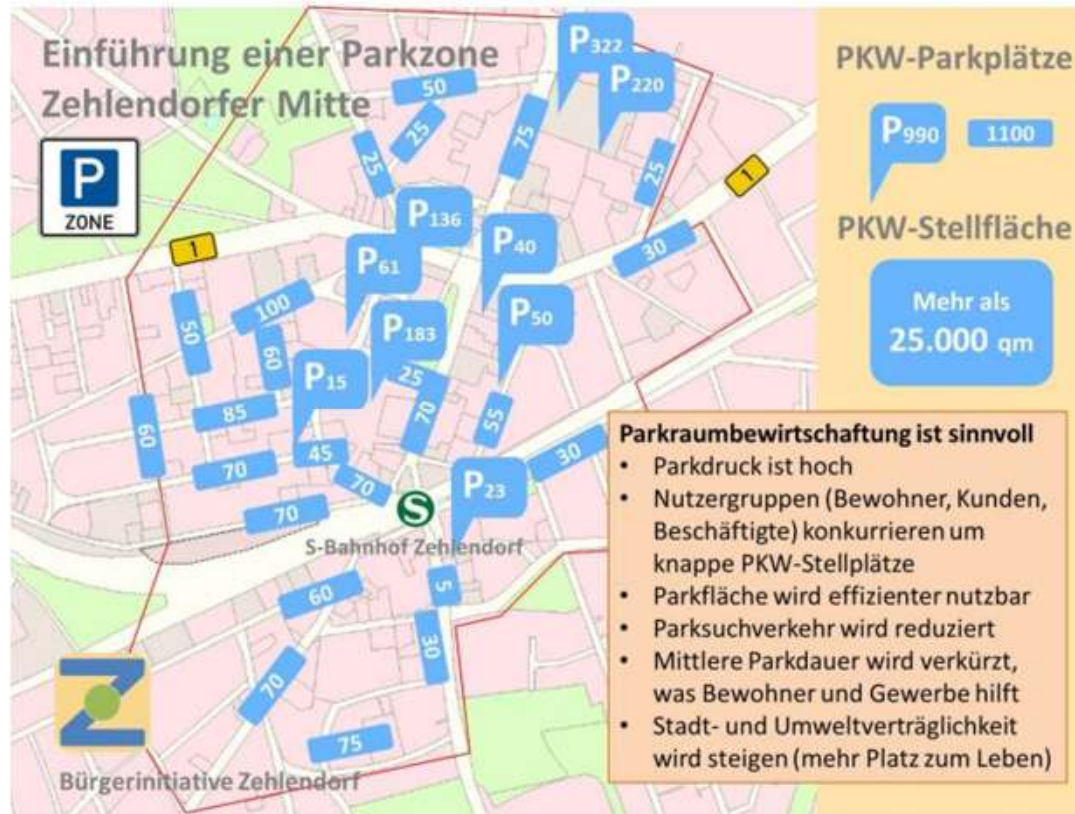 Einführung einer Parkzone
Zehlendorfer Mitte
P
ZONE
P322
P220
50
25
25
75
25
1
1
P136
P61
P40
30
P50
P183
100
50
60
P15
25
70
85
60
55
45
70
70
70
30
P23
S
S-Bahnhof Zehlendorf
60
5
30
70
75
Z
Bürgerinitiative Zehlendorf
PKW-Parkplätze
P990
1100
PKW-Stellfläche
Mehr als
25.000 qm
Parkraumbewirtschaftung ist sinnvoll
• Parkdruck ist hoch
• Nutzergruppen (Bewohner, Kunden,
Beschäftigte) konkurrieren um
knappe PKW-Stellplätze
• Parkfläche wird effizienter nutzbar
• Parksuchverkehr wird reduziert
• Mittlere Parkdauer wird verkürzt,
was Bewohner und Gewerbe hilft
• Stadt- und Umweltverträglichkeit
wird steigen (mehr Platz zum Leben)